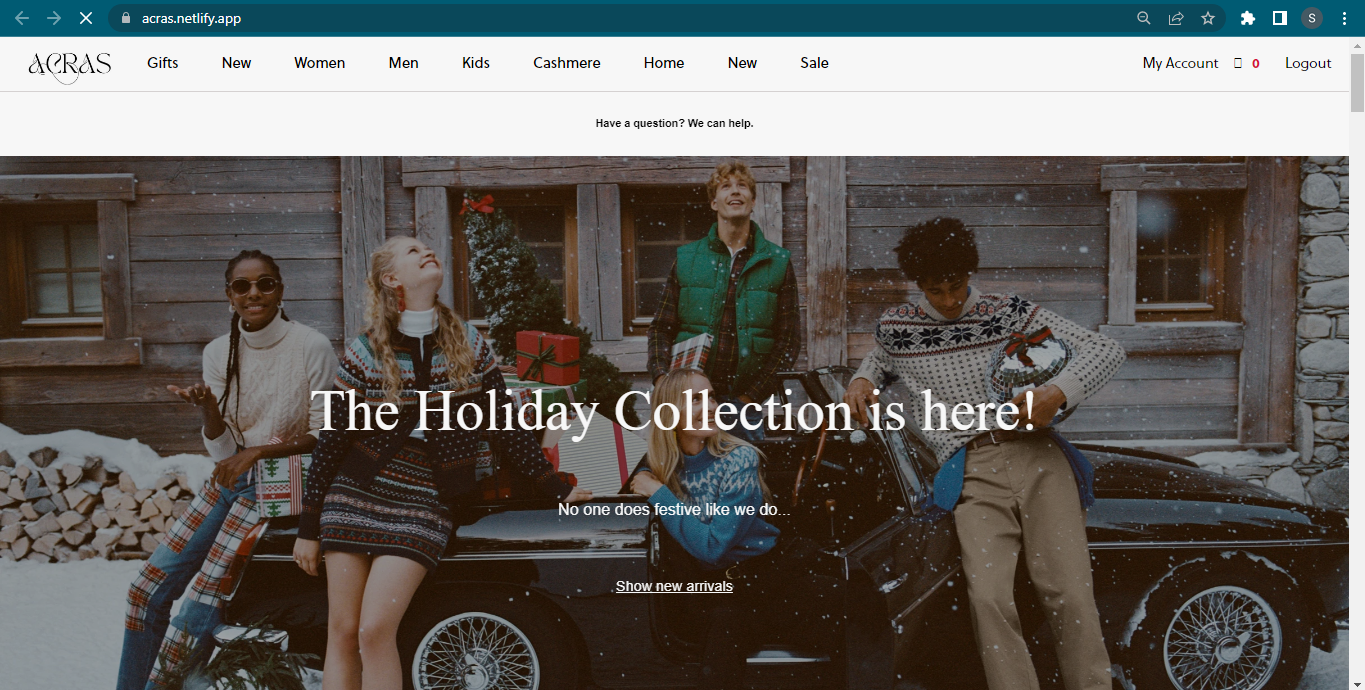 acras.netlify.app
S
ACRAS
Gifts New Women Men Kids Cashmere Home New Sale My Account 0 Logout
Have a question? We can help.
The Holiday Collection is here!
No one does festive like we do...
Show new arrivals